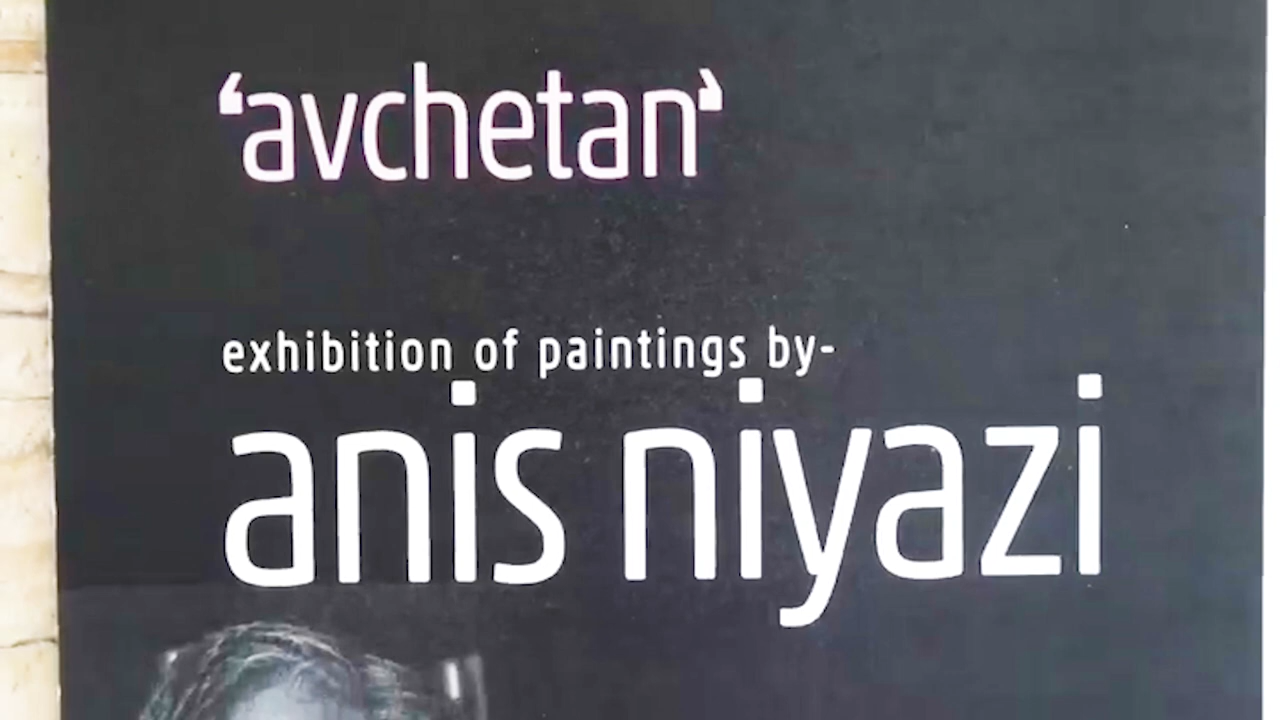 ‘avchetan’
exhibition of paintings by-
anis niyazi